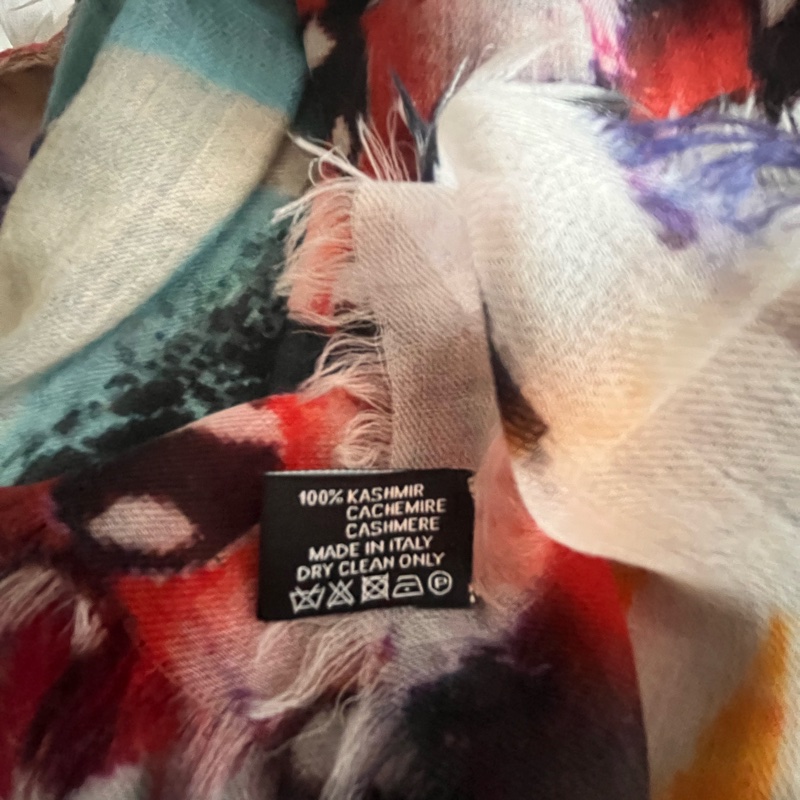 100% KASHMIR
CACHEMIRE
CASHMERE
MADE IN ITALY
DRY CLEAN ONLY
P